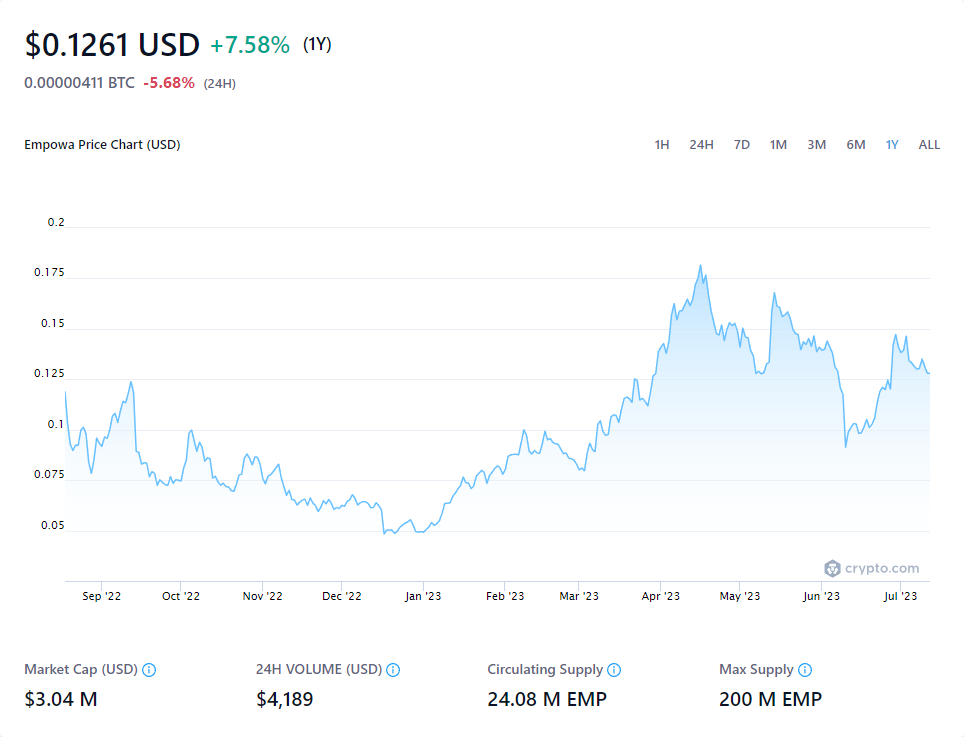 $0.1261 USD +7.58% (1Y)
0.00000411 BTC -5.68% (24H)
Empowa Price Chart (USD) 1H 24H 7D 1M 3M 6M 1Y ALL
0.2
0.175
0.15
0.125
0.1
0.075
0.05
crypto.com
Sep '22 Oct '22 Nov '22 Dec '22 Jan '23 Feb '23 Mar '23 Apr '23 May '23 Jun '23 Jul '23
Market Cap (USD) 24H VOLUME (USD) Circulating Supply Max Supply
$3.04 M $4,189 24.08 M EMP 200 M EMP